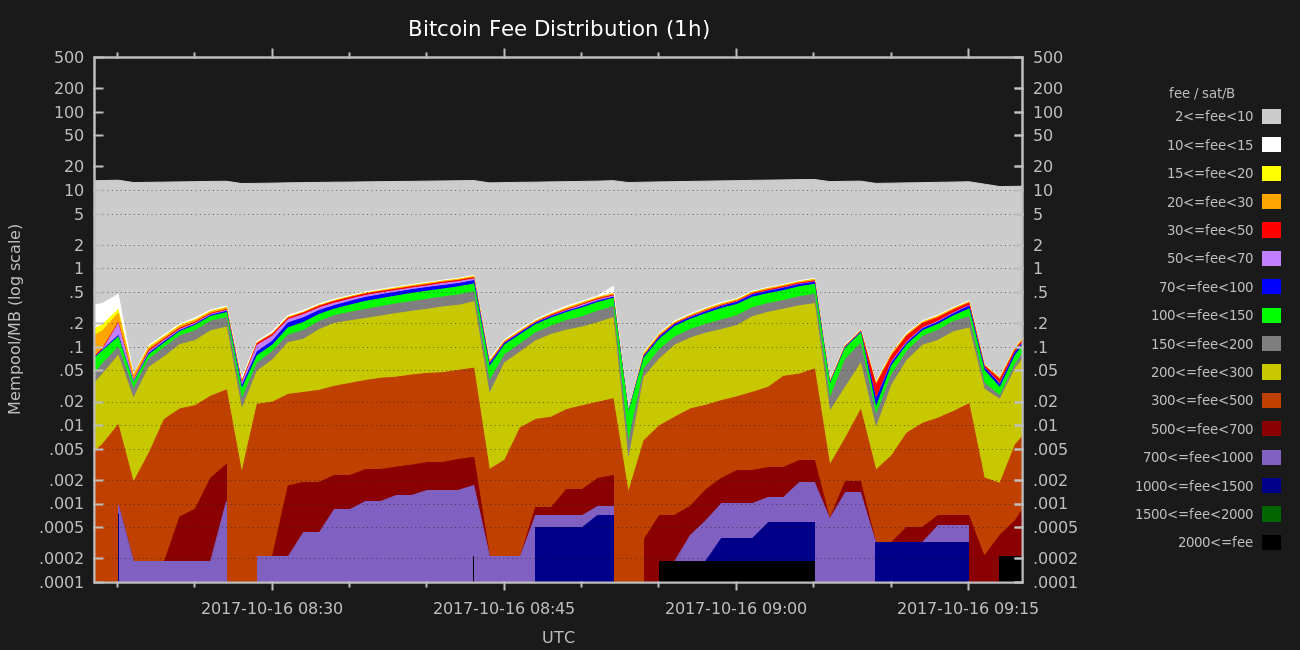 Bitcoin Fee Distribution (1h)
500
200
100
50
20
10
5
2
1
.5
.2
.1
.05
.02
.01
.005
.002
.001
.0005
.0002
.0001
Mempool/MB (log scale)
500
200
100
50
20
10
5
2
1
.5
.2
.1
.05
.02
.01
.005
.002
.001
.0005
.0002
.0001
2017-10-16 08:30
2017-10-16 08:45
2017-10-16 09:00
2017-10-16 09:15
UTC
fee / sat/B
2<=fee<10
10<=fee<15
15<=fee<20
20<=fee<30
30<=fee<50
50<=fee<70
70<=fee<100
100<=fee<150
150<=fee<200
200<=fee<300
300<=fee<500
500<=fee<700
700<=fee<1000
1000<=fee<1500
1500<=fee<2000
2000<=fee